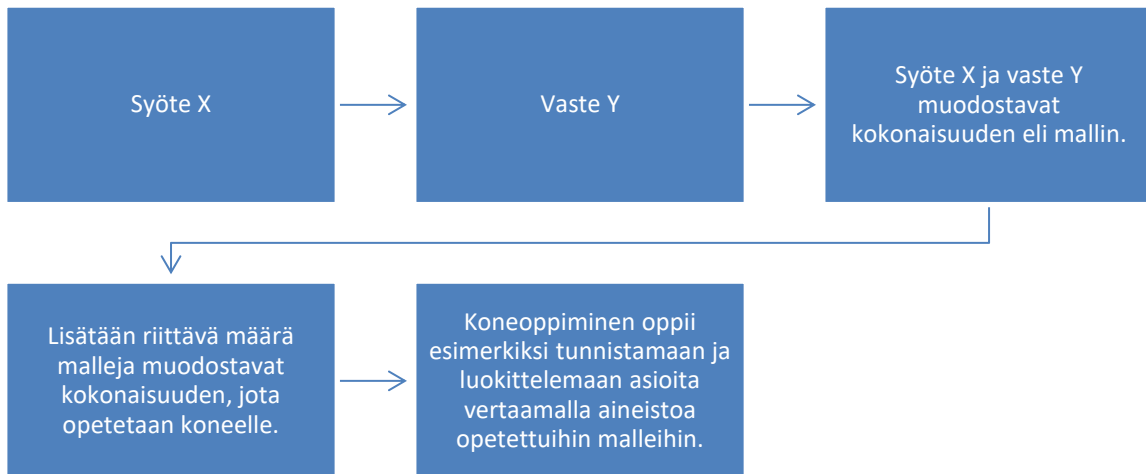 Syöte X
Vaste Y
Syöte X ja vaste Y
muodostavat
kokonaisuuden eli mallin.
Lisätään riittävä määrä
malleja muodostavat
kokonaisuuden, jota
opetetaan koneelle.
Koneoppiminen oppii
esimerkiksi tunnistamaan ja
luokittelemaan asioita
vertaamalla aineistoa
opetettuihin malleihin.